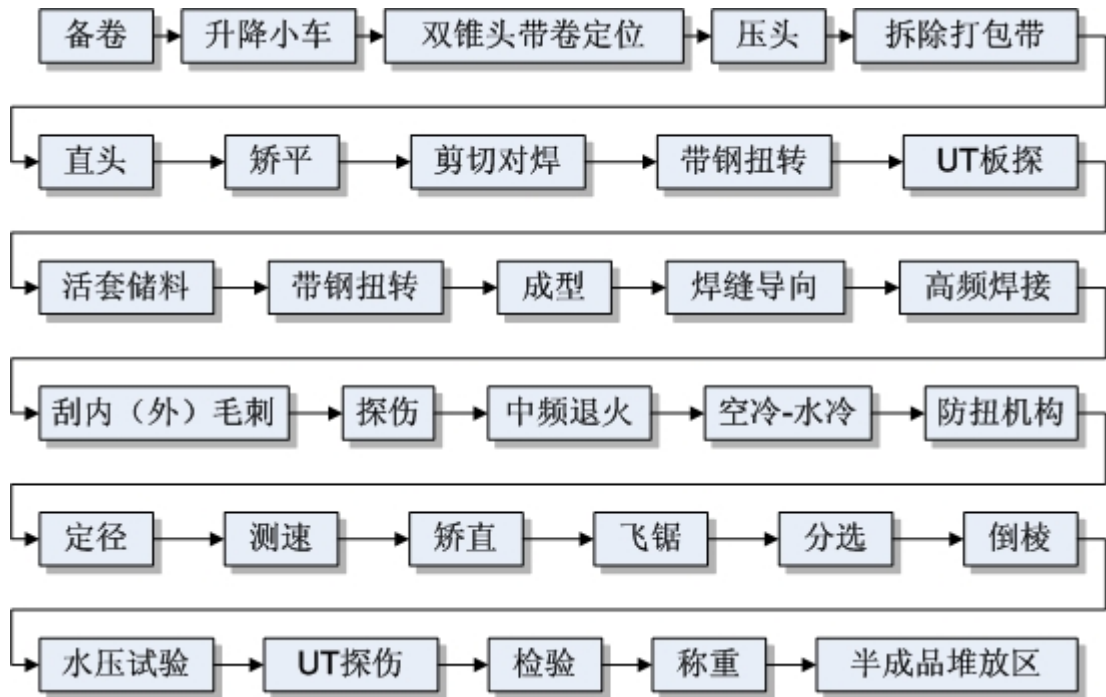 备卷 升降小车 双锥头带卷定位 压头 拆除打包带
直头 矫平 剪切对焊 带钢扭转 UT板探
活套储料 带钢扭转 成型 焊缝导向 高频焊接
刮内（外）毛刺 探伤 中频退火 空冷-水冷 防扭机构
定径 测速 矫直 飞锯 分选 倒棱
水压试验 UT探伤 检验 称重 半成品堆放区